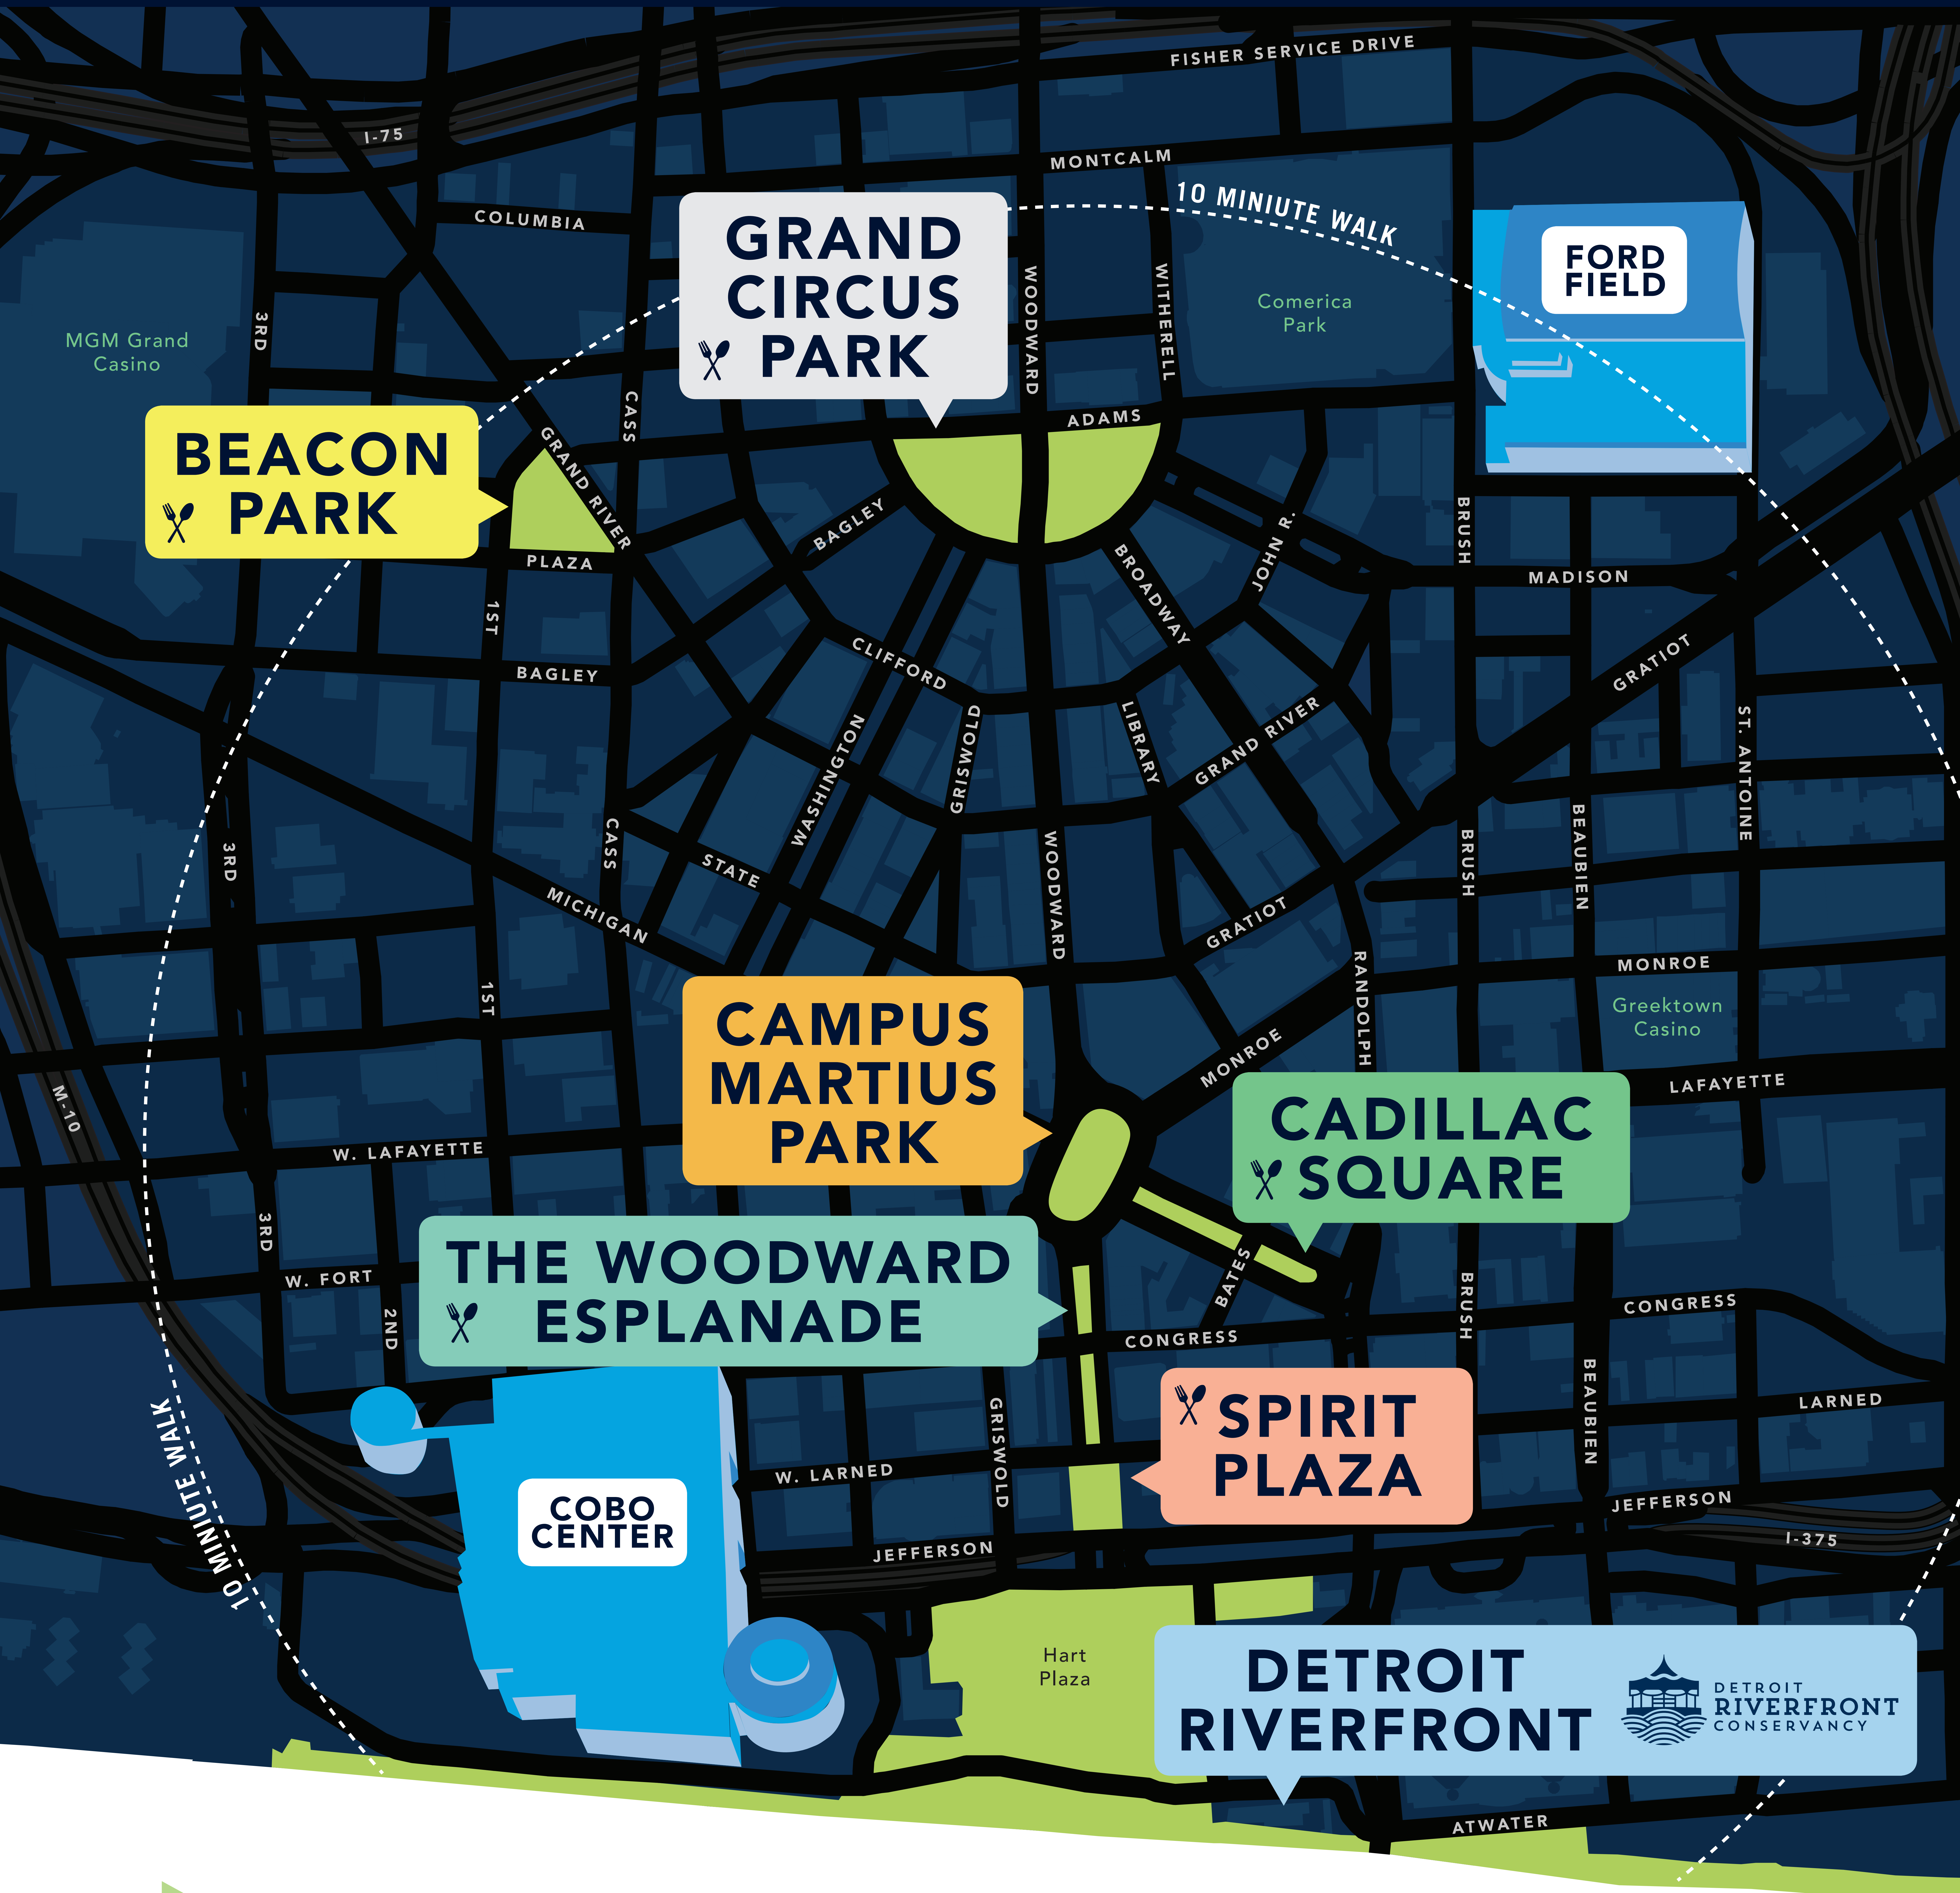 FISHER SERVICE DRIVE
I-75
MONTCALM
10 MINIUTE WALK
COLUMBIA
GRAND
CIRCUS
PARK
FORD
FIELD
WOODWARD
WITHERELL
Comerica
Park
3RD
MGM Grand
Casino
CASS
ADAMS
BEACON
PARK
GRAND RIVER
BAGLEY
BROADWAY
JOHN R.
BRUSH
PLAZA
MADISON
1ST
BAGLEY
CLIFFORD
GRATIOT
WASHINGTON
GRISWOLD
LIBRARY
GRAND RIVER
ST. ANTOINE
3RD
CASS
STATE
WOODWARD
BRUSH
BEAUBIEN
MICHIGAN
GRATIOT
1ST
RANDOLPH
MONROE
Greektown
Casino
CAMPUS
MARTIUS
PARK
MONROE
M-10
LAFAYETTE
CADILLAC
SQUARE
W. LAFAYETTE
3RD
THE WOODWARD
ESPLANADE
W. FORT
2ND
BATES
BRUSH
CONGRESS
CONGRESS
BEAUBIEN
SPIRIT
PLAZA
LARNED
10 MINIUTE WALK
GRISWOLD
W. LARNED
COBO
CENTER
JEFFERSON
JEFFERSON
I-375
Hart
Plaza
DETROIT
RIVERFRONT
DETROIT
RIVERFRONT
CONSERVANCY
ATWATER